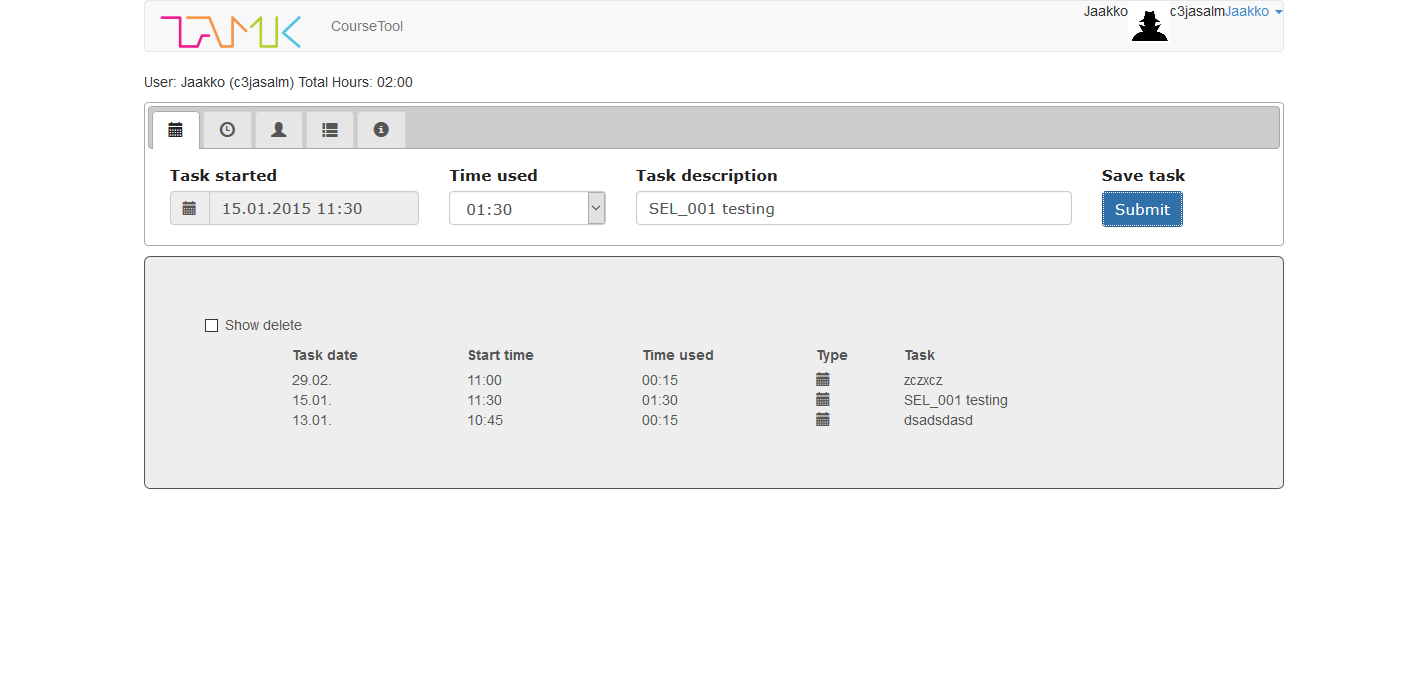 TAMK CourseTool Jaakko c3jasalmJaakko
User: Jaakko (c3jasalm) Total Hours: 02:00
Task started Time used Task description Save task
15.01.2015 11:30 01:30 SEL_001 testing Submit
Show delete
Task date Start time Time used Type Task
29.02. 11:00 00:15 zczxcz
15.01. 11:30 01:30 SEL_001 testing
13.01. 10:45 00:15 dsadsdasd